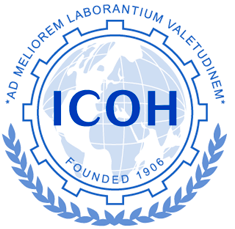 *AD MELIOREM LABORANTIUM VALETUDINEM*
ICOH
FOUNDED 1906